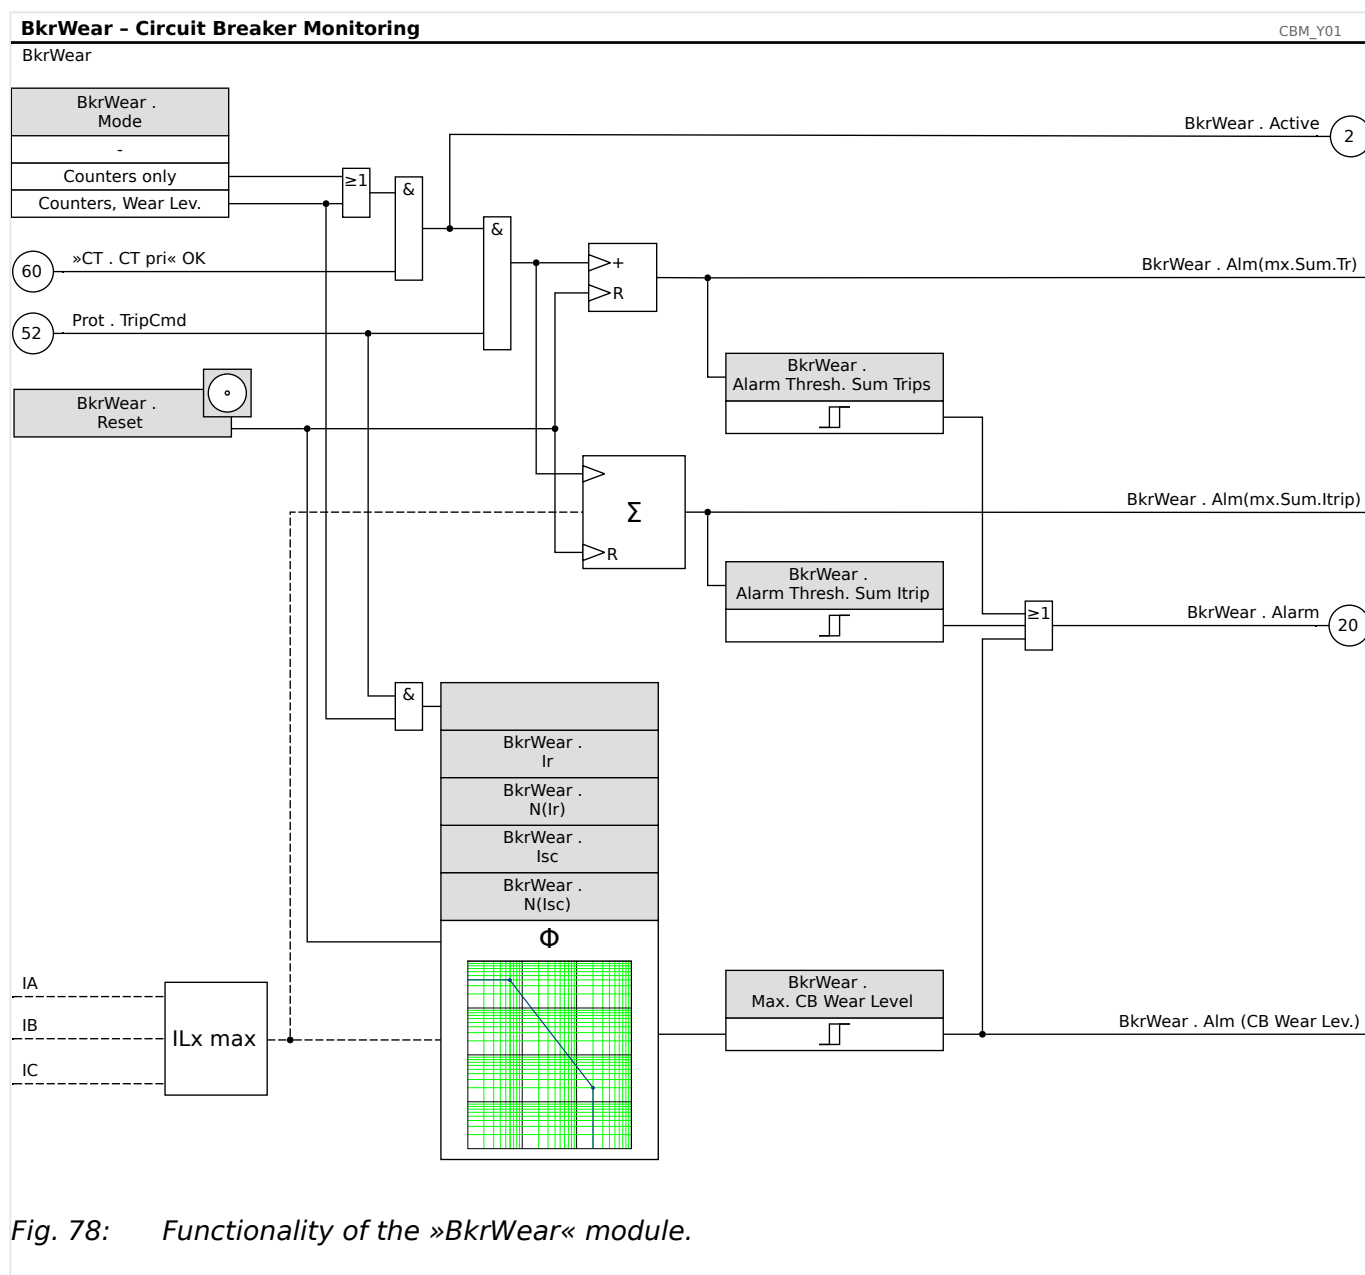 BkrWear – Circuit Breaker Monitoring
CBM_Y01
BkrWear
BkrWear .
Mode
-
Counters only
Counters, Wear Lev.
≥1
&
&
BkrWear . Active
2
60
»CT . CT pri« OK
+
R
BkrWear . Alm(mx.Sum.Tr)
52
Prot . TripCmd
BkrWear .
Alarm Thresh. Sum Trips
BkrWear .
Reset
Σ
R
BkrWear . Alm(mx.Sum.Itrip)
BkrWear .
Alarm Thresh. Sum Itrip
≥1
BkrWear . Alarm
20
&
BkrWear .
Ir
BkrWear .
N(Ir)
BkrWear .
Isc
BkrWear .
N(Isc)
Φ
IA
IB
IC
ILx max
BkrWear .
Max. CB Wear Level
BkrWear . Alm (CB Wear Lev.)
Fig. 78: Functionality of the »BkrWear« module.